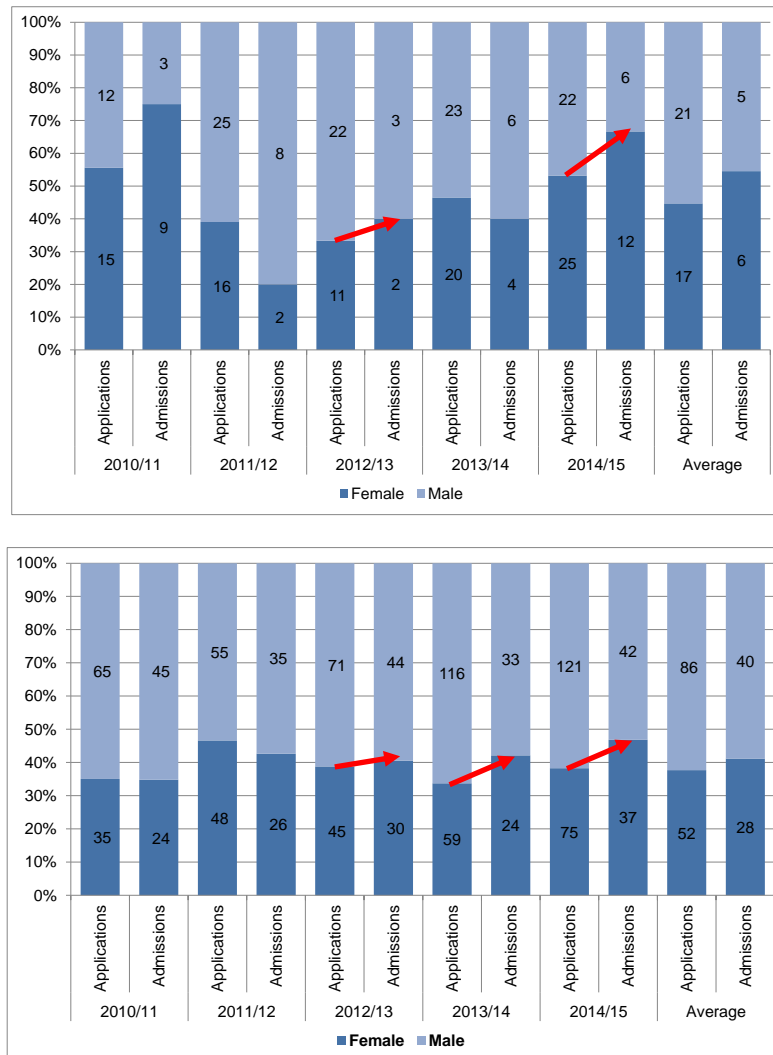 100%
90%
80%
70%
60%
50%
40%
30%
20%
10%
0%
12 3 25 8 22 3 23 6 22 6 21 5
15 9 16 2 11 2 20 4 25 12 17 6
Applications Admissions Applications Admissions Applications Admissions Applications Admissions Applications Admissions Applications Admissions
2010/11 2011/12 2012/13 2013/14 2014/15 Average
Female Male
100%
90%
80%
70%
60%
50%
40%
30%
20%
10%
0%
65 45 55 35 71 44 116 33 121 42 86 40
35 24 48 26 45 30 59 24 75 37 52 28
Applications Admissions Applications Admissions Applications Admissions Applications Admissions Applications Admissions Applications Admissions
2010/11 2011/12 2012/13 2013/14 2014/15 Average
Female Male